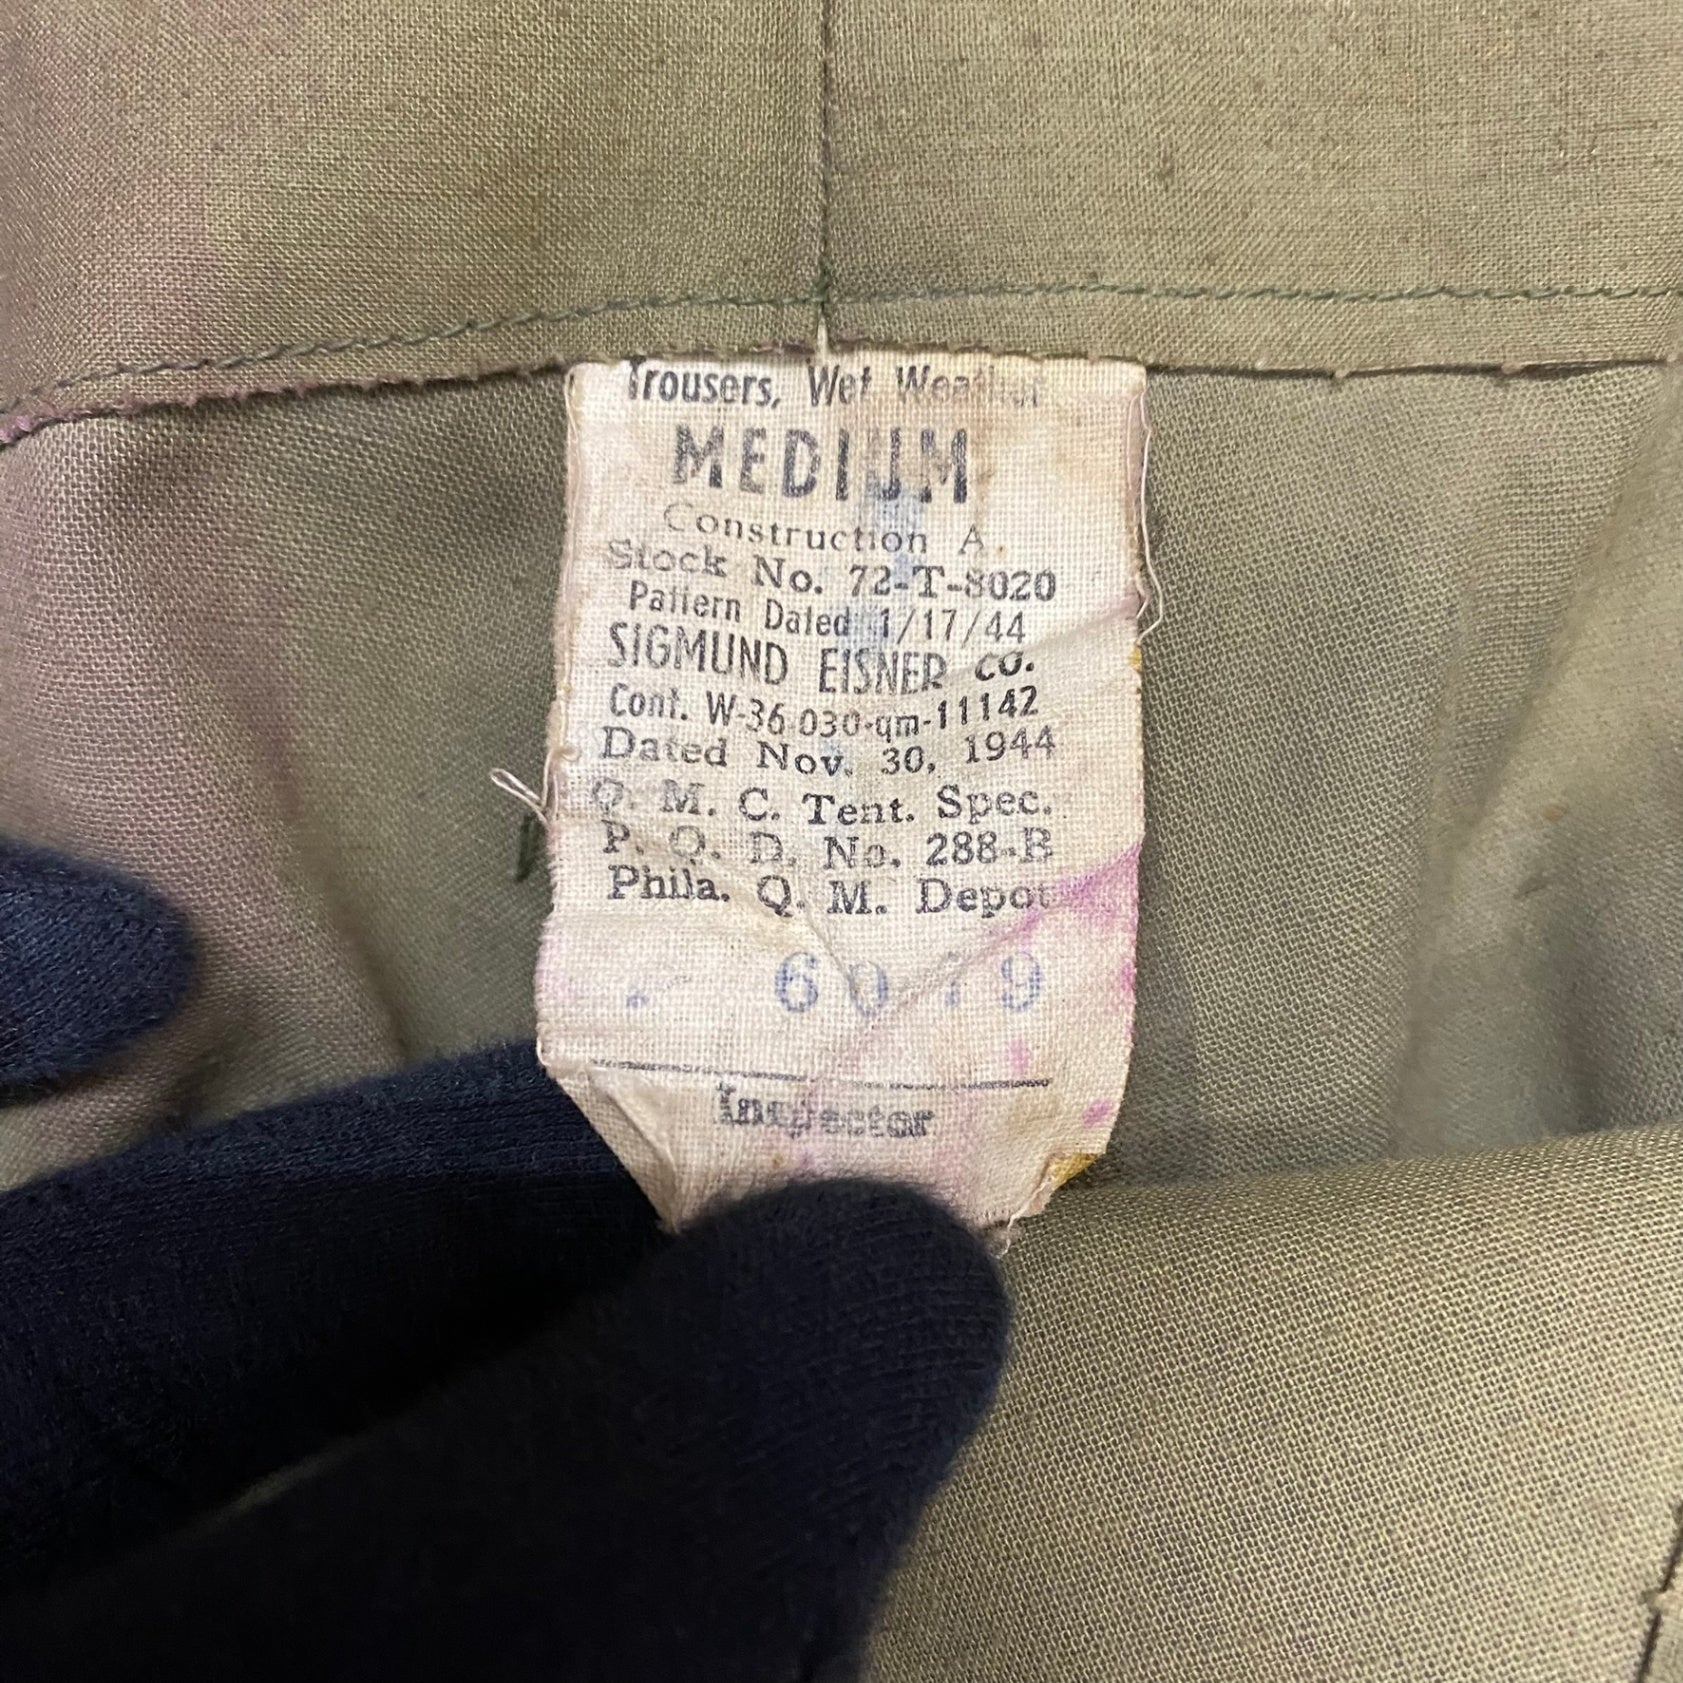 Trousers, Wet Weather
MEDIUM
Construction A
Stock No. 72-T-8020
Pattern Dated 1/17/44
SIGMUND EISNER CO.
Cont. W-36-030-qm-11142
Dated Nov. 30, 1944
Q. M. C. Tent. Spec.
P. Q. D. No. 288-B
Phila. Q. M. Depot
6079
Inspector